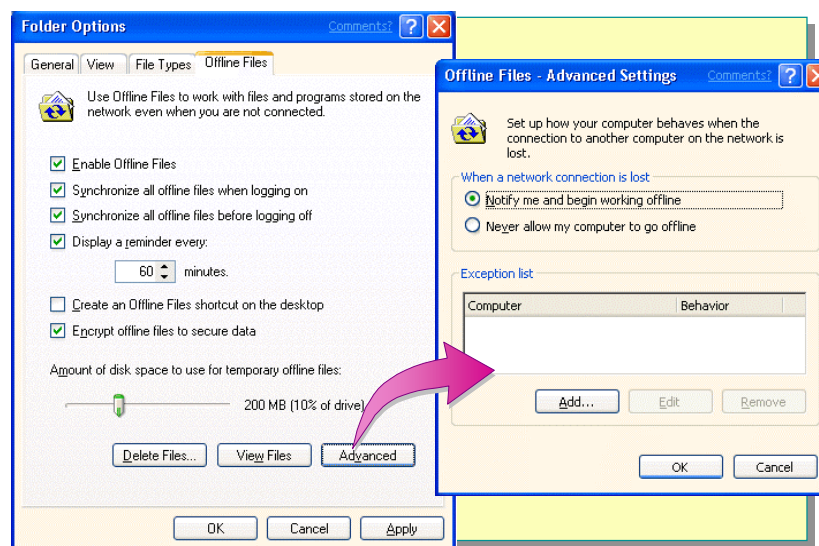 Folder Options Comments?
General View File Types Offline Files
Use Offline Files to work with files and programs stored on the
network even when you are not connected.
Enable Offline Files
Synchronize all offline files when logging on
Synchronize all offline files before logging off
Display a reminder every:
60 minutes.
Create an Offline Files shortcut on the desktop
Encrypt offline files to secure data
Amount of disk space to use for temporary offline files:
200 MB (10% of drive)
Delete Files... View Files Advanced
OK Cancel Apply
Offline Files - Advanced Settings Comments?
Set up how your computer behaves when the
connection to another computer on the network is
lost.
When a network connection is lost
Notify me and begin working offline
Never allow my computer to go offline
Exception list
Computer Behavior
Add... Edit Remove
OK Cancel